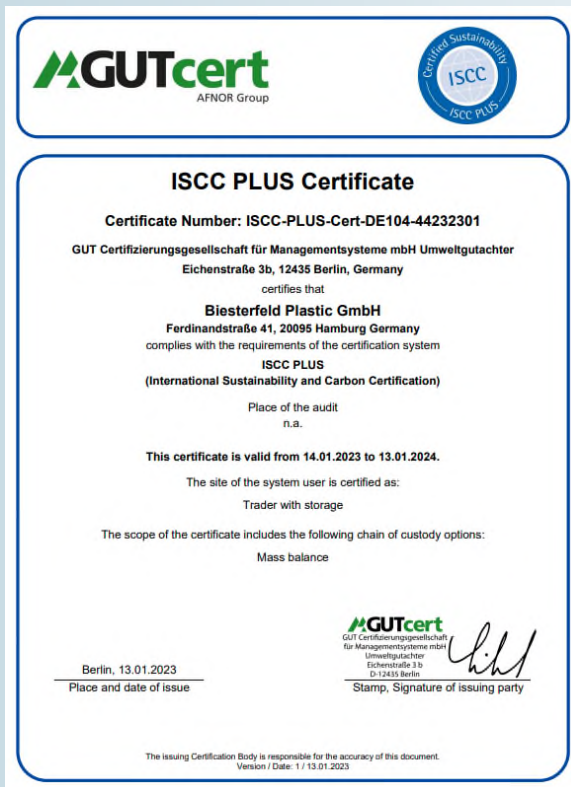 GUTcert
AFNOR Group
Certified Sustainability
ISCC
ISCC PLUS
ISCC PLUS Certificate
Certificate Number: ISCC-PLUS-Cert-DE104-44232301
GUT Certifizierungsgesellschaft für Managementsysteme mbH Umweltgutachter
Eichenstraße 3b, 12435 Berlin, Germany
certifies that
Biesterfeld Plastic GmbH
Ferdinandstraße 41, 20095 Hamburg Germany
complies with the requirements of the certification system
ISCC PLUS
(International Sustainability and Carbon Certification)
Place of the audit
n.a.
This certificate is valid from 14.01.2023 to 13.01.2024.
The site of the system user is certified as:
Trader with storage
The scope of the certificate includes the following chain of custody options:
Mass balance
GUTcert
GUT Certifizierungsgesellschaft
für Managementsysteme mbH
Umweltgutachter
Eichenstraße 3 b
D-12435 Berlin
Berlin, 13.01.2023
Place and date of issue
Stamp, Signature of issuing party
The issuing Certification Body is responsible for the accuracy of this document.
Version / Date: 1 / 13.01.2023